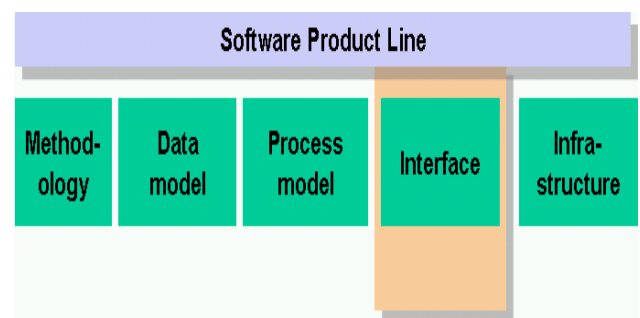 Software Product Line
Method-
ology
Data
model
Process
model
Interface
Infra-
structure